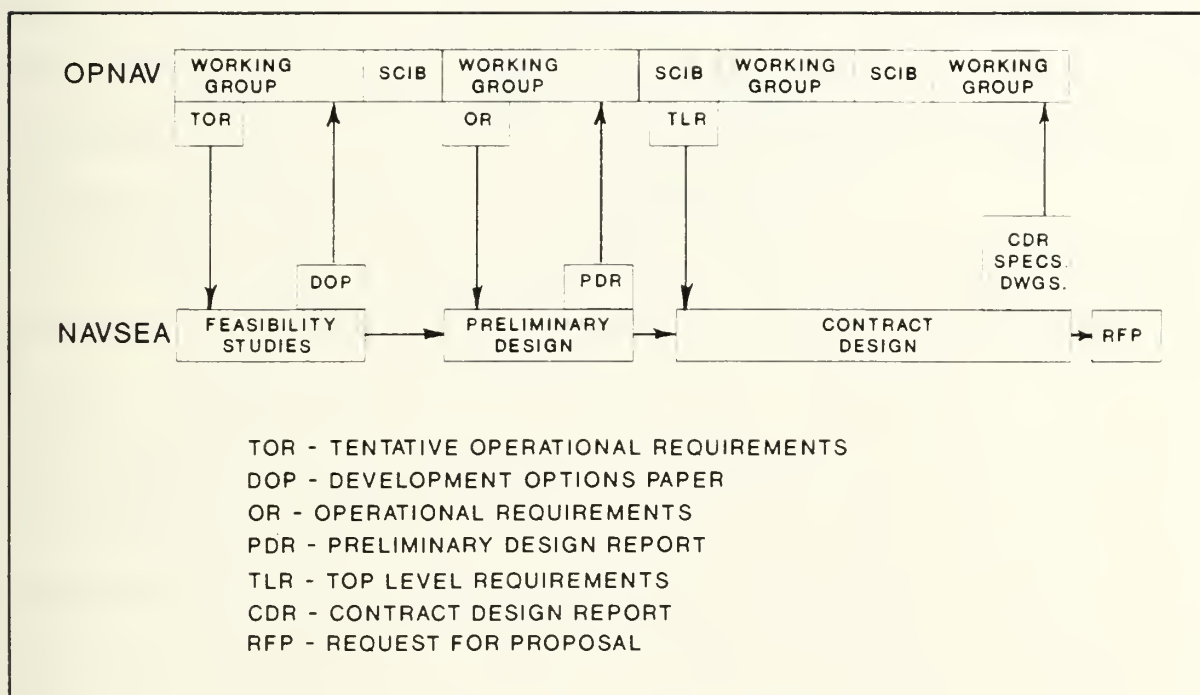 OPNAV
WORKING GROUP
SCIB
WORKING GROUP
SCIB
WORKING GROUP
SCIB
WORKING GROUP
TOR
OR
TLR
CDR
SPECS.
DWGS.
DOP
PDR
NAVSEA
FEASIBILITY
STUDIES
PRELIMINARY
DESIGN
CONTRACT
DESIGN
RFP
TOR - TENTATIVE OPERATIONAL REQUIREMENTS
DOP - DEVELOPMENT OPTIONS PAPER
OR - OPERATIONAL REQUIREMENTS
PDR - PRELIMINARY DESIGN REPORT
TLR - TOP LEVEL REQUIREMENTS
CDR - CONTRACT DESIGN REPORT
RFP - REQUEST FOR PROPOSAL